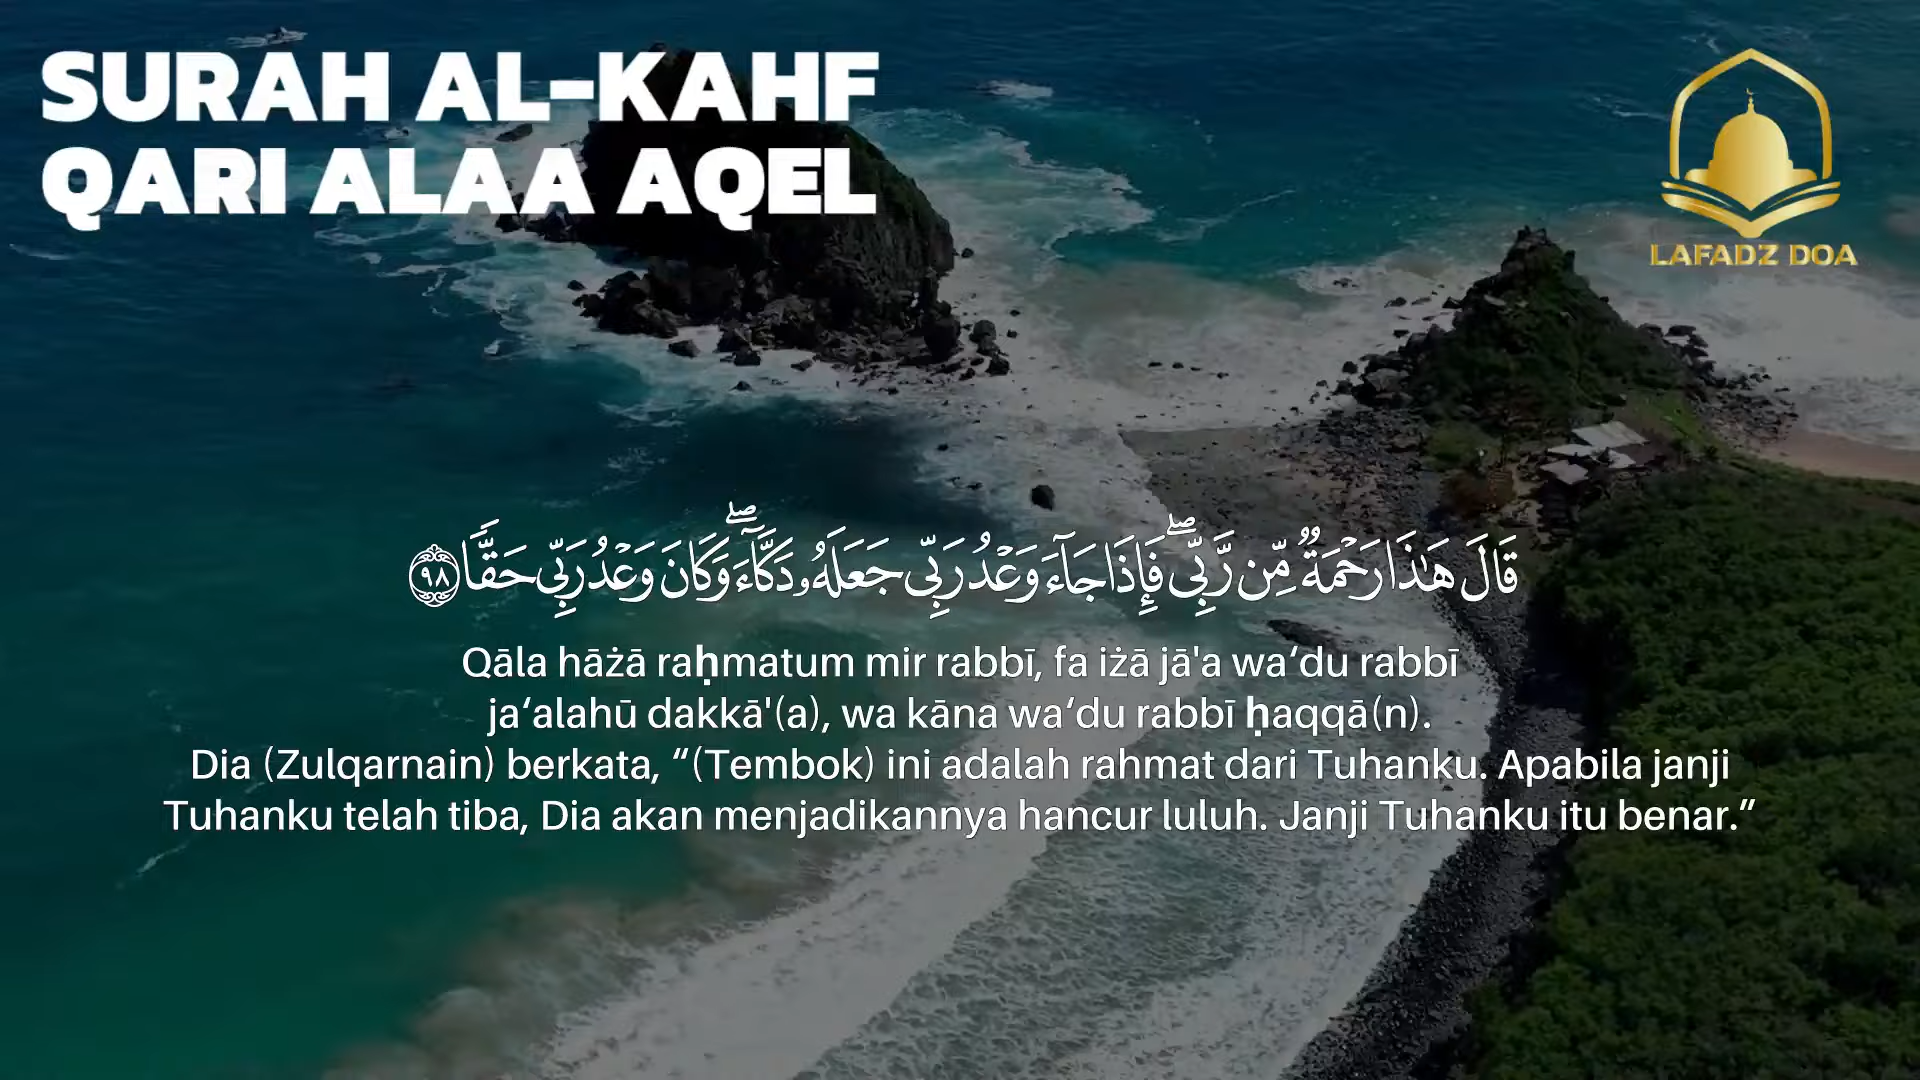 SURAH AL-KAHF
QARI ALAA AQEL
LAFADZ DOA
قَالَ هَـٰذَا رَحْمَةٌ مِّن رَّبِّى ۖ فَإِذَا جَآءَ وَعْدُ رَبِّى جَعَلَهُۥ دَكَّآءَ ۖ وَكَانَ وَعْدُ رَبِّى حَقًّا ٩٨
Qāla hāżā raḥmatum mir rabbī, fa iżā jā'a wa‘du rabbī
ja‘alahū dakkā'(a), wa kāna wa‘du rabbī ḥaqqā(n).
Dia (Zulqarnain) berkata, “(Tembok) ini adalah rahmat dari Tuhanku. Apabila janji
Tuhanku telah tiba, Dia akan menjadikannya hancur luluh. Janji Tuhanku itu benar.”